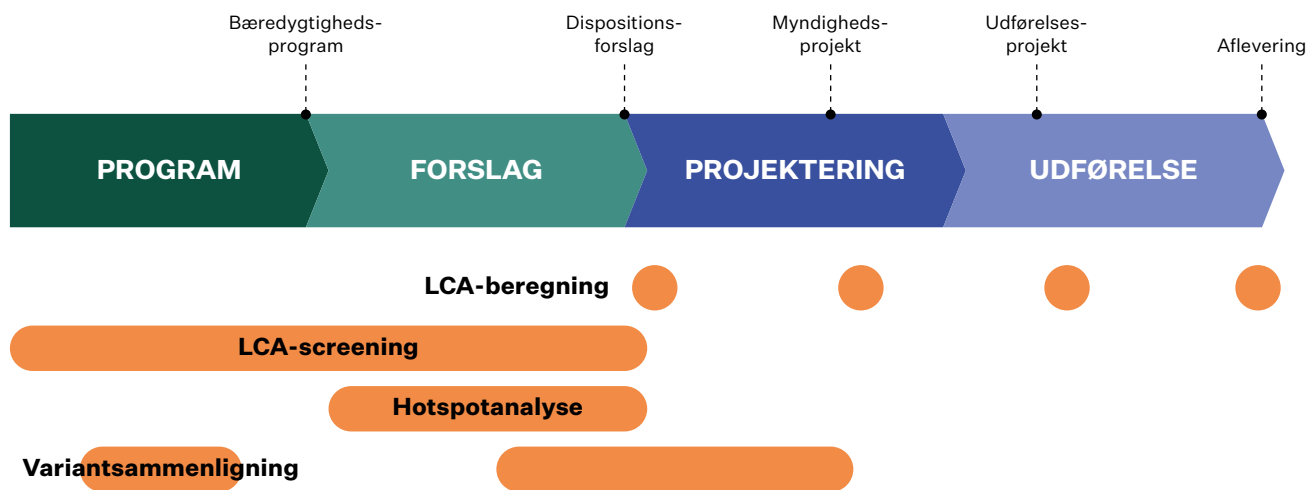 Bæredygtigheds-
program
Dispositions-
forslag
Myndigheds-
projekt
Udførelses-
projekt
Aflevering
PROGRAM
FORSLAG
PROJEKTERING
UDFØRELSE
LCA-beregning
LCA-screening
Hotspotanalyse
Variantsammenligning